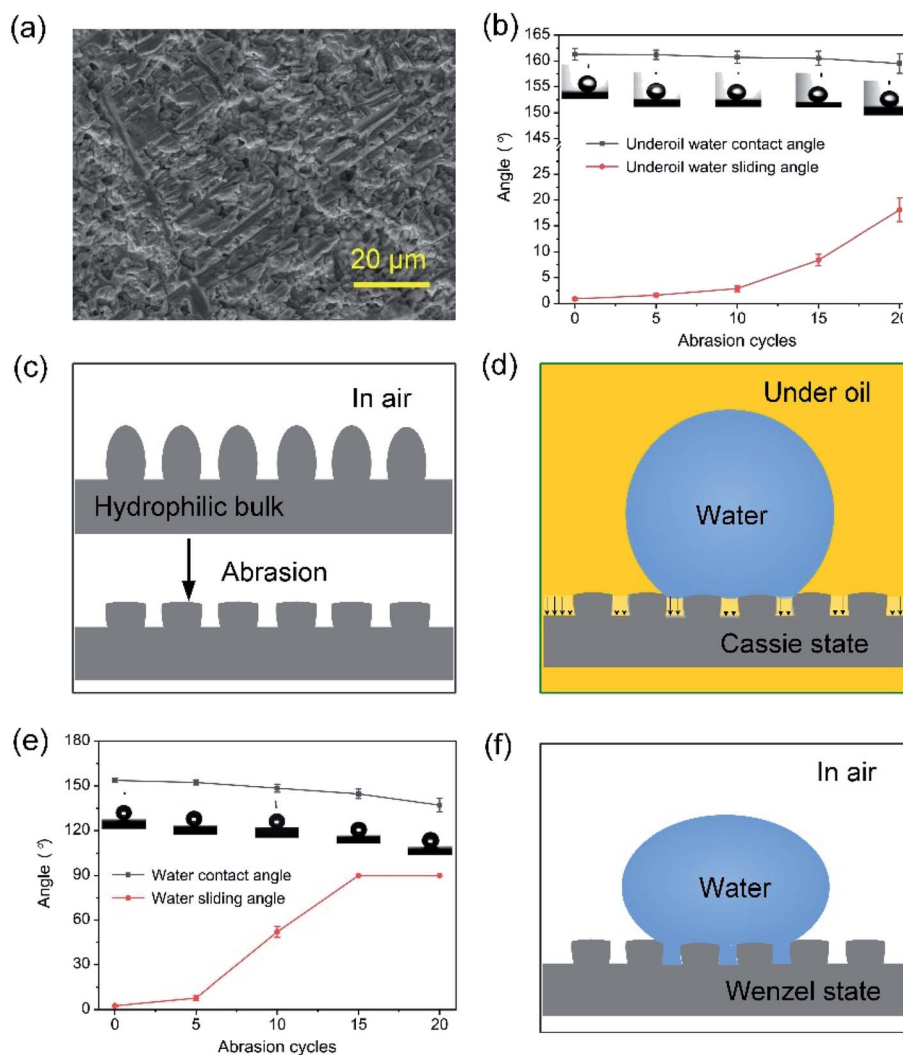 (a)
20 µm
(b)
165
160
155
150
145
25
20
15
10
5
0
Angle (°)
Underoil water contact angle
Underoil water sliding angle
0 5 10 15 20
Abrasion cycles
(c)
In air
Hydrophilic bulk
Abrasion
(d)
Under oil
Water
Cassie state
(e)
180
150
120
90
60
30
0
Angle (°)
Water contact angle
Water sliding angle
0 5 10 15 20
Abrasion cycles
(f)
In air
Water
Wenzel state